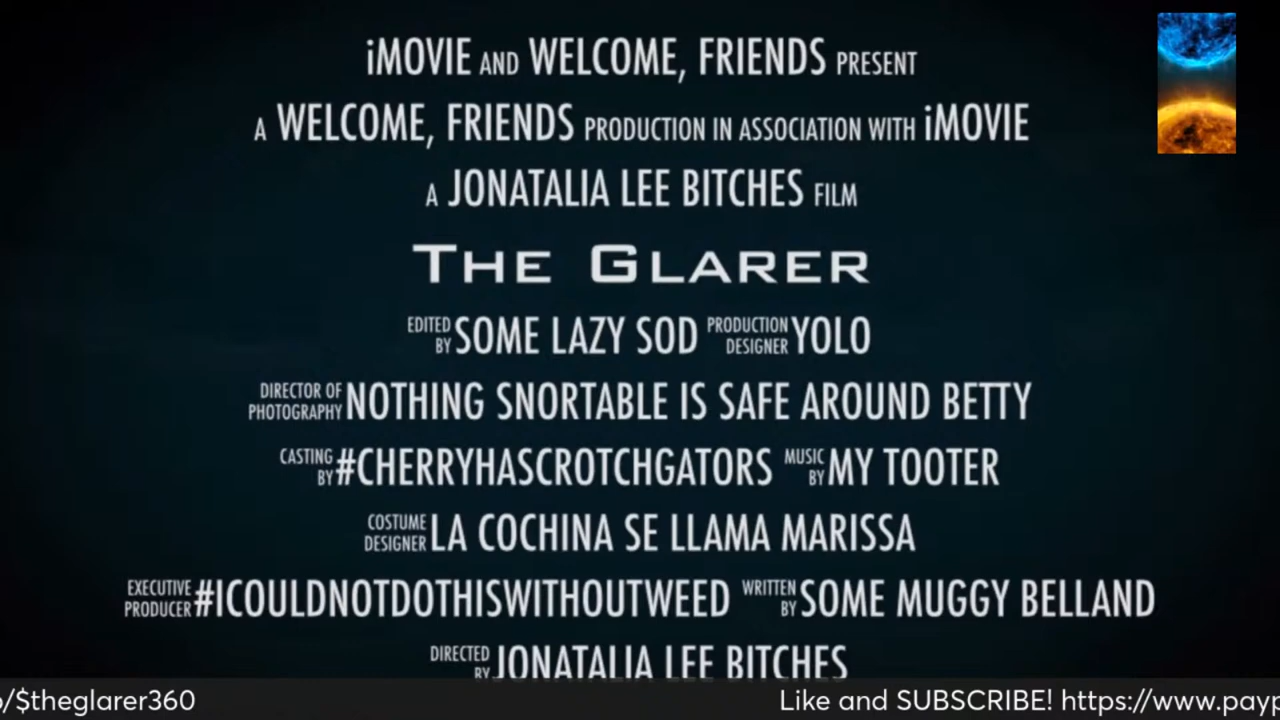 iMOVIE AND WELCOME, FRIENDS PRESENT
A WELCOME, FRIENDS PRODUCTION IN ASSOCIATION WITH iMOVIE
A JONATALIA LEE BITCHES FILM
THE GLARER
EDITED BY SOME LAZY SOD PRODUCTION DESIGNER YOLO
DIRECTOR OF PHOTOGRAPHY NOTHING SNORTABLE IS SAFE AROUND BETTY
CASTING BY #CHERRYHASCROTCHGATORS MUSIC BY MY TOOTER
COSTUME DESIGNER LA COCHINA SE LLAMA MARISSA
EXECUTIVE PRODUCER #ICOULDNOTDOTHISWITHOUTWEED WRITTEN BY SOME MUGGY BELLAND
DIRECTED BY JONATALIA LEE BITCHES
/$theglarer360 Like and SUBSCRIBE! https://www.payp